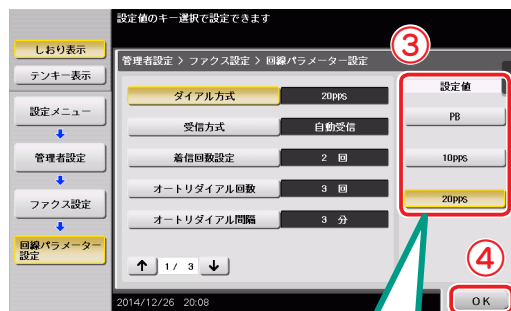 設定値のキー選択で設定できます
しおり表示
テンキー表示
設定メニュー
管理者設定
ファクス設定
回線パラメーター
設定
管理者設定 > ファクス設定 > 回線パラメーター設定
ダイアル方式 20pps
受信方式 自動受信
着信回数設定 2 回
オートリダイアル回数 3 回
オートリダイアル間隔 3 分
↑ 1/ 3 ↓
③
設定値
PB
10pps
20pps
④
OK
2014/12/26 20:08